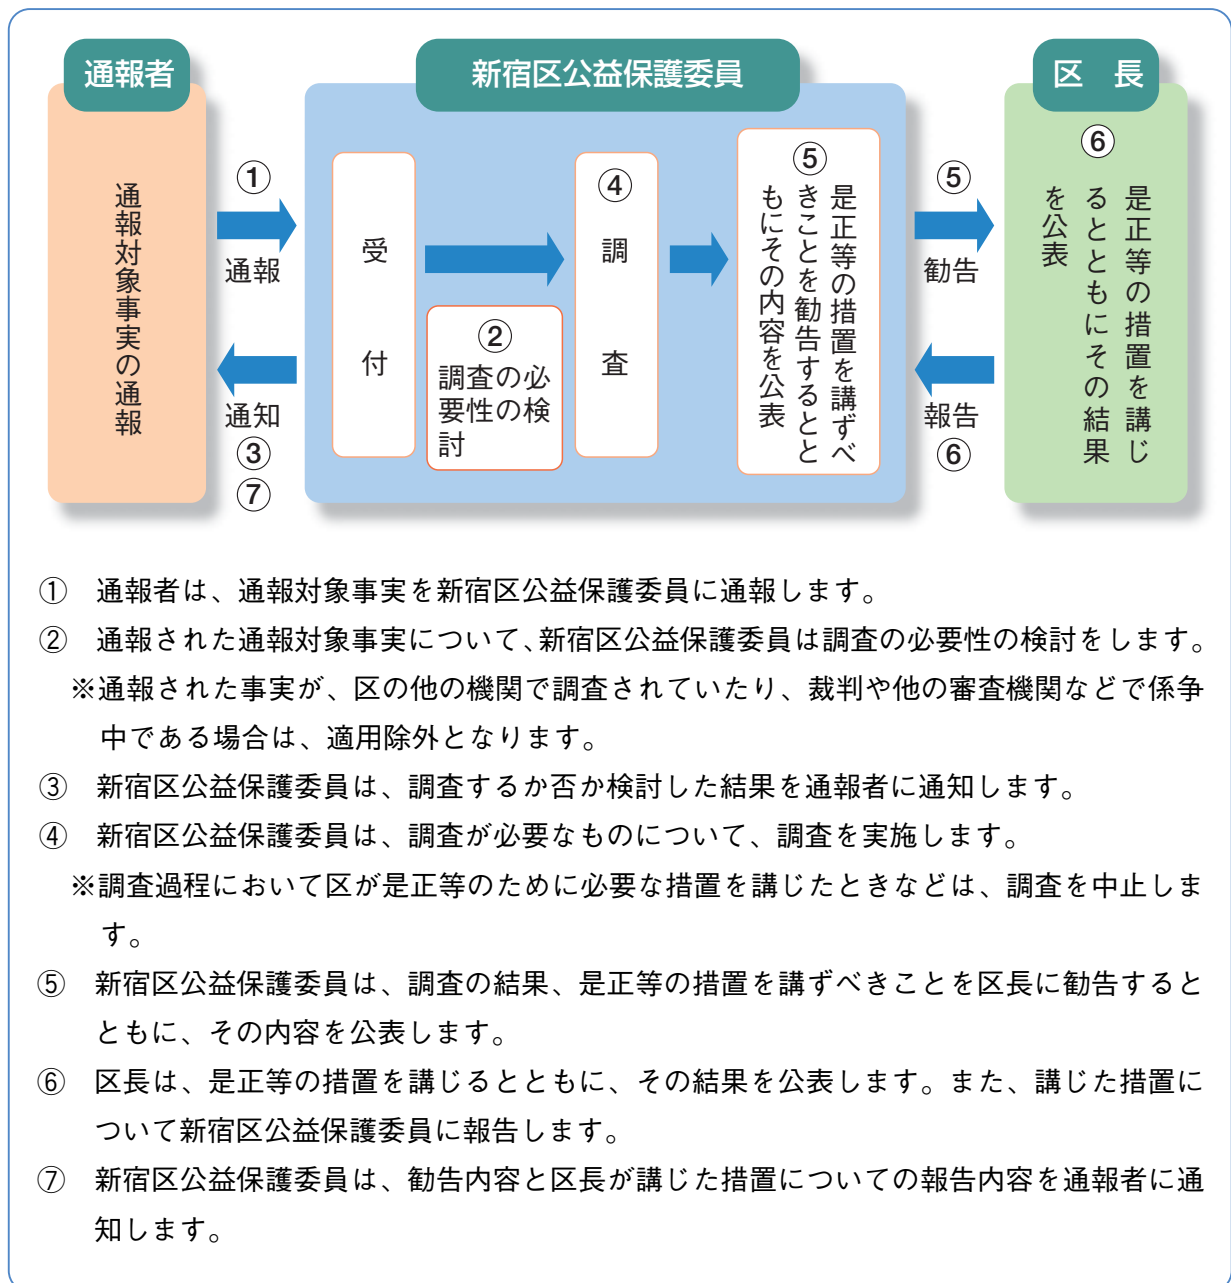 通報者
新宿区公益保護委員
区　長
通報対象事実の通報
①
通報
通知
③
⑦
受付
②
調査の必
要性の検
討
④
調査
⑤
是正等の措置を講ずべ
きことを勧告するとと
もにその内容を公表
⑤
勧告
報告
⑥
⑥
是正等の措置を講じ
るとともにその結果
を公表
①　通報者は、通報対象事実を新宿区公益保護委員に通報します。
②　通報された通報対象事実について、新宿区公益保護委員は調査の必要性の検討をします。
※通報された事実が、区の他の機関で調査されていたり、裁判や他の審査機関などで係争
中である場合は、適用除外となります。
③　新宿区公益保護委員は、調査するか否か検討した結果を通報者に通知します。
④　新宿区公益保護委員は、調査が必要なものについて、調査を実施します。
※調査過程において区が是正等のために必要な措置を講じたときなどは、調査を中止しま
す。
⑤　新宿区公益保護委員は、調査の結果、是正等の措置を講ずべきことを区長に勧告すると
ともに、その内容を公表します。
⑥　区長は、是正等の措置を講じるとともに、その結果を公表します。また、講じた措置に
ついて新宿区公益保護委員に報告します。
⑦　新宿区公益保護委員は、勧告内容と区長が講じた措置についての報告内容を通報者に通
知します。